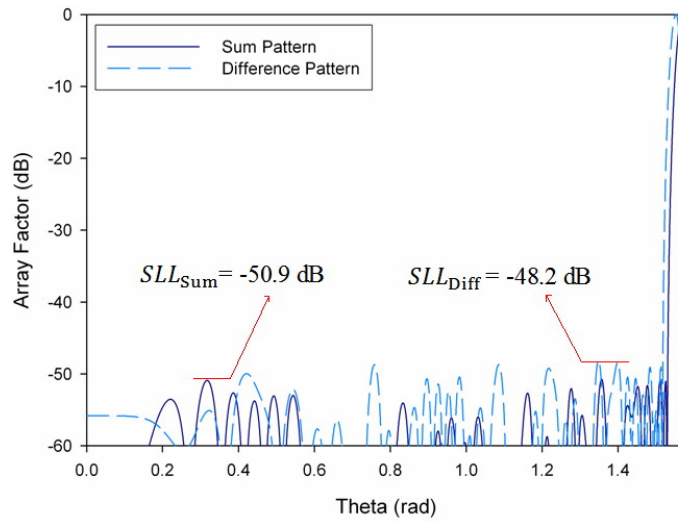 0
Sum Pattern
Difference Pattern
-10
-20
-30
Array Factor (dB)
SLL_Sum = -50.9 dB
SLL_Diff = -48.2 dB
-40
-50
-60
0.0 0.2 0.4 0.6 0.8 1.0 1.2 1.4
Theta (rad)